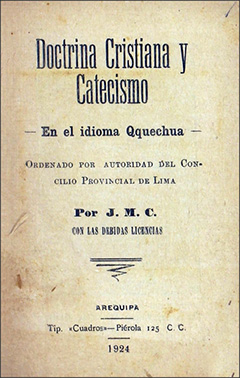 Doctrina Cristiana y
Catecismo
— En el idioma Qquechua —
ORDENADO POR AUTORIDAD DEL CON-
CILIO PROVINCIAL DE LIMA
Por J. M. C.
CON LAS DEBIDAS LICENCIAS
AREQUIPA
Tip. «Cuadros»—Piérola 125 C. C.
1924